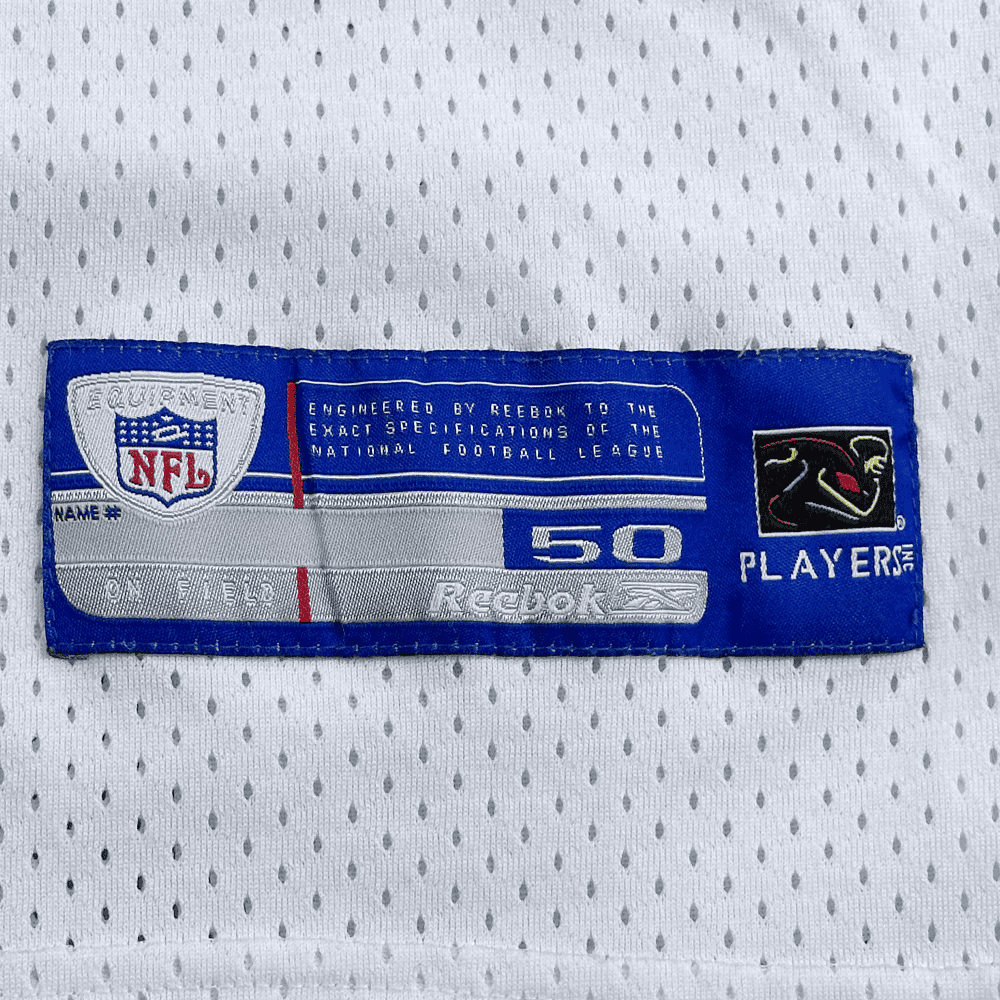 EQUIPMENT
NFL
ENGINEERED BY REEBOK TO THE
EXACT SPECIFICATIONS OF THE
NATIONAL FOOTBALL LEAGUE
NAME #
50
ON FIELD
Reebok
®
PLAYERS INC